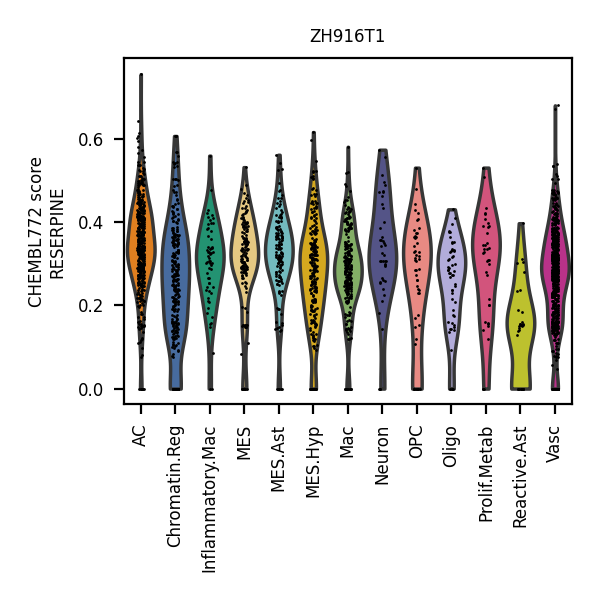 ZH916T1
CHEMBL772 score
RESERPINE
0.6
0.4
0.2
0.0
AC
Chromatin.Reg
Inflammatory.Mac
MES
MES.Ast
MES.Hyp
Mac
Neuron
OPC
Oligo
Prolif.Metab
Reactive.Ast
Vasc